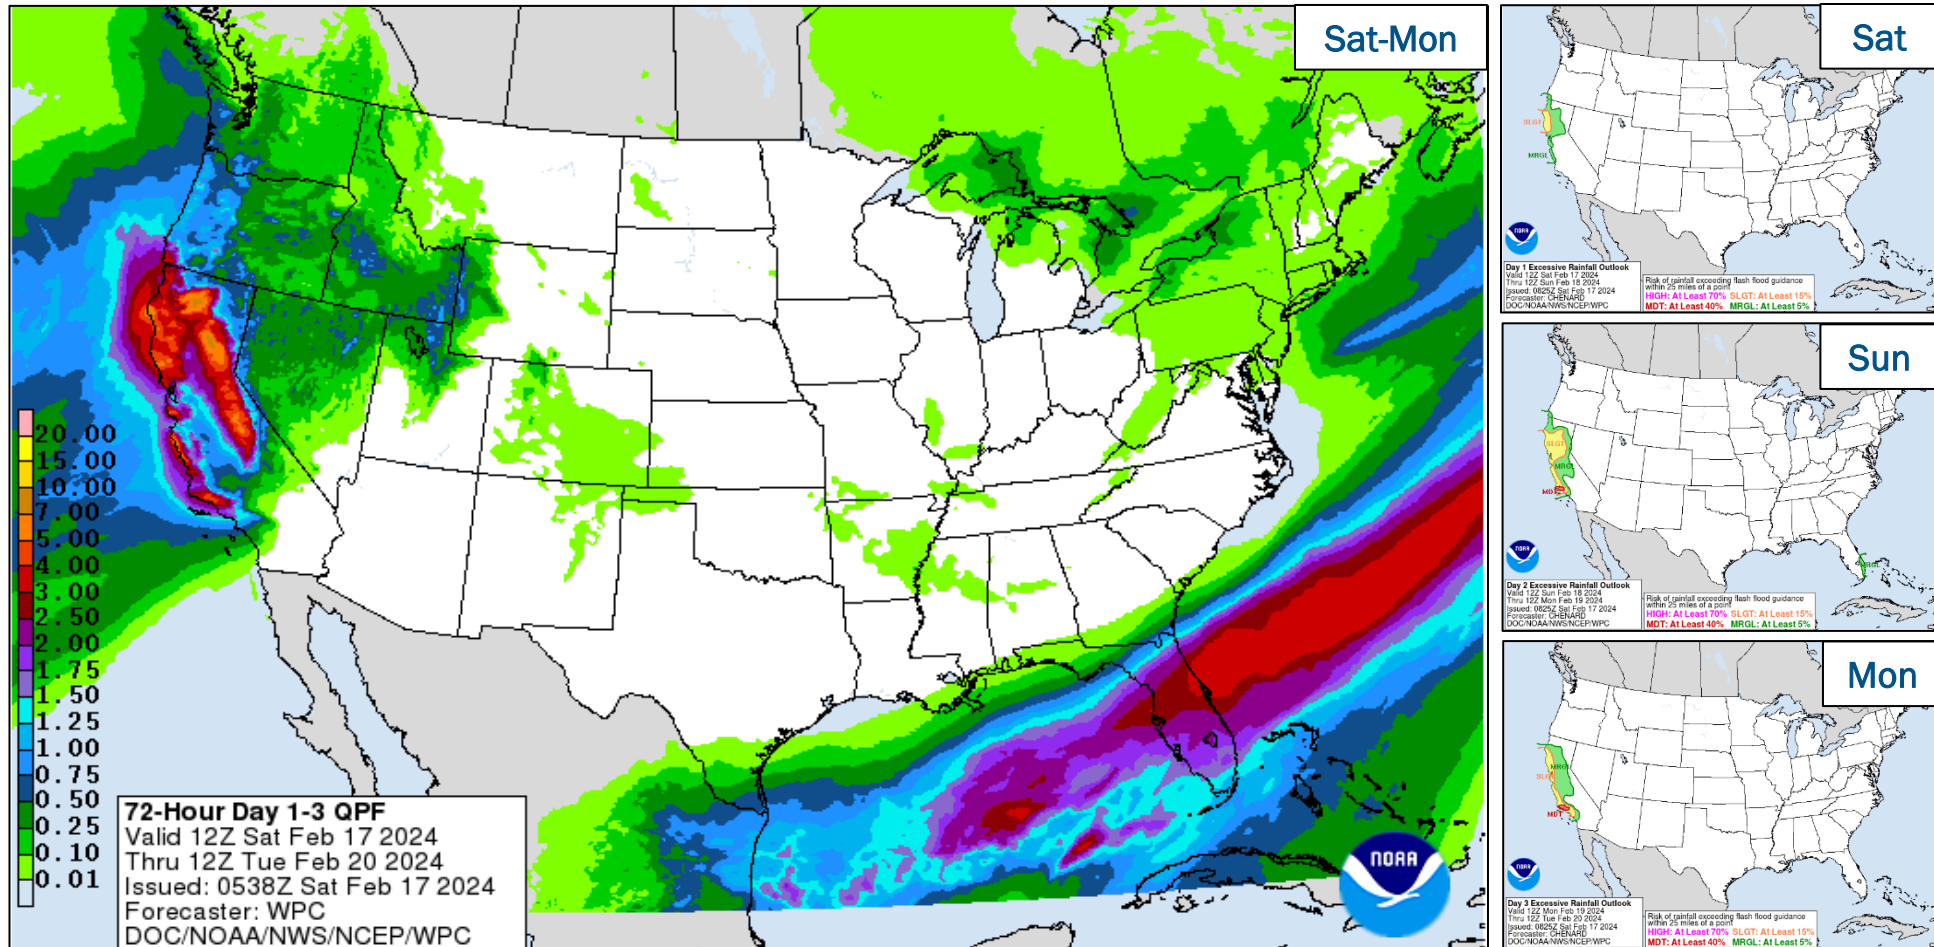 Sat-Mon
20.00
15.00
10.00
7.00
5.00
4.00
3.00
2.50
2.00
1.75
1.50
1.25
1.00
0.75
0.50
0.25
0.10
0.01
72-Hour Day 1-3 QPF
Valid 12Z Sat Feb 17 2024
Thru 12Z Tue Feb 20 2024
Issued: 0538Z Sat Feb 17 2024
Forecaster: WPC
DOC/NOAA/NWS/NCEP/WPC
NOAA
Sat
SLGT
MRGL
NOAA
Day 1 Excessive Rainfall Outlook
Valid 12Z Sat Feb 17 2024
Thru 12Z Sun Feb 18 2024
Issued: 0825Z Sat Feb 17 2024
Forecaster: CHENARD
DOC/NOAA/NWS/NCEP/WPC
Risk of rainfall exceeding flash flood guidance
within 25 miles of a point
HIGH: At Least 70% SLGT: At Least 15%
MDT: At Least 40% MRGL: At Least 5%
Sun
SLGT
MRGL
MDT
MRGL
NOAA
Day 2 Excessive Rainfall Outlook
Valid 12Z Sun Feb 18 2024
Thru 12Z Mon Feb 19 2024
Issued: 0825Z Sat Feb 17 2024
Forecaster: CHENARD
DOC/NOAA/NWS/NCEP/WPC
Risk of rainfall exceeding flash flood guidance
within 25 miles of a point
HIGH: At Least 70% SLGT: At Least 15%
MDT: At Least 40% MRGL: At Least 5%
Mon
MRGL
SLGT
MDT
NOAA
Day 3 Excessive Rainfall Outlook
Valid 12Z Mon Feb 19 2024
Thru 12Z Tue Feb 20 2024
Issued: 0825Z Sat Feb 17 2024
Forecaster: CHENARD
DOC/NOAA/NWS/NCEP/WPC
Risk of rainfall exceeding flash flood guidance
within 25 miles of a point
HIGH: At Least 70% SLGT: At Least 15%
MDT: At Least 40% MRGL: At Least 5%